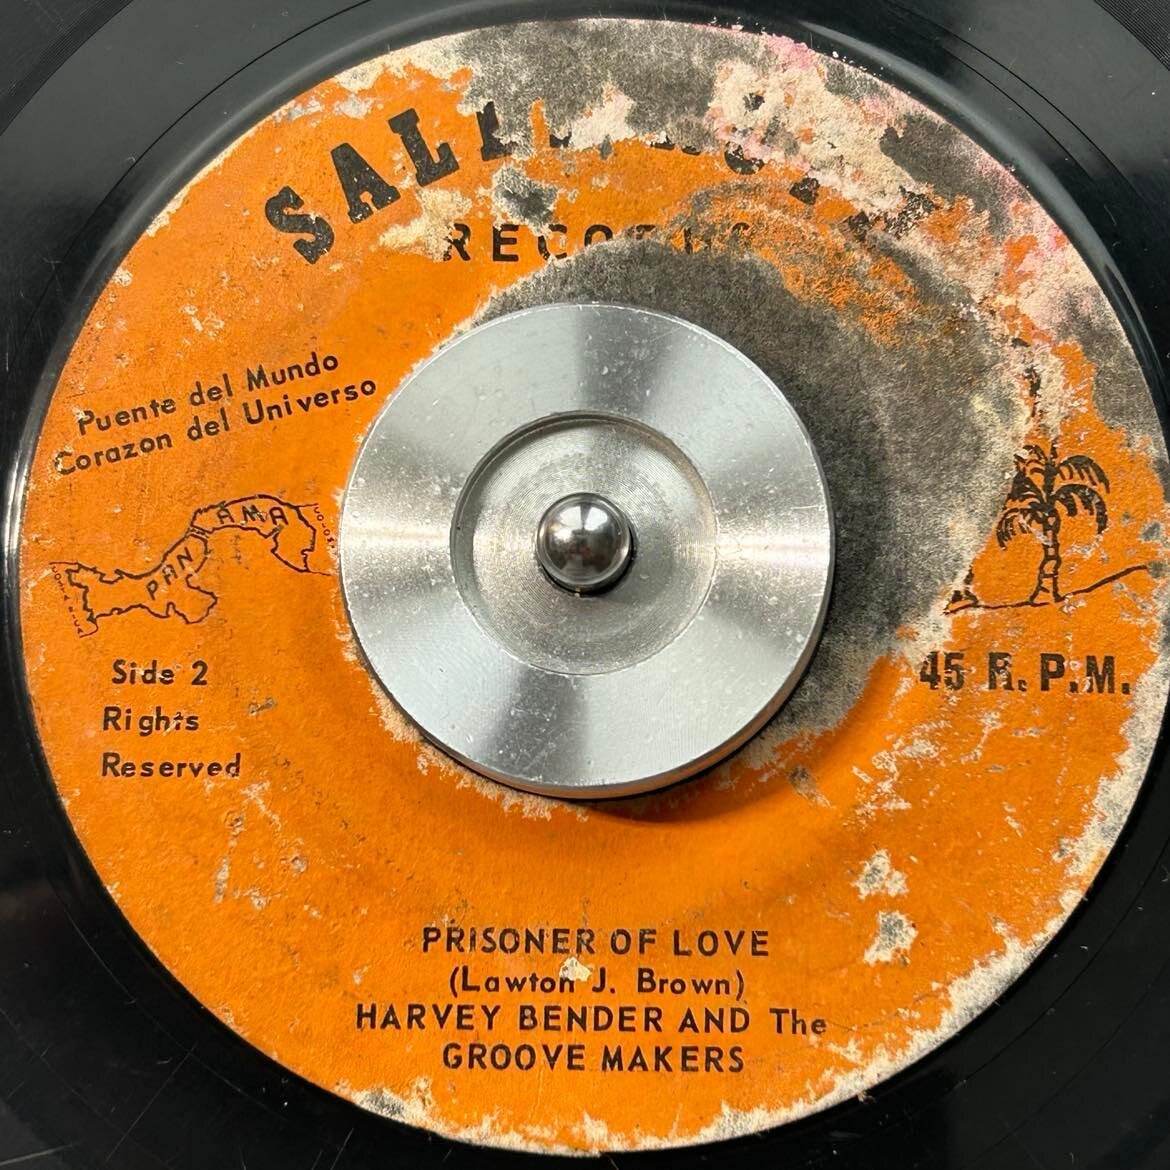 RECORDS
Puente del Mundo
Corazon del Universo
PANAMA
Side 2
Rights
Reserved
45 R.P.M.
PRISONER OF LOVE
(Lawton J. Brown)
HARVEY BENDER AND The
GROOVE MAKERS